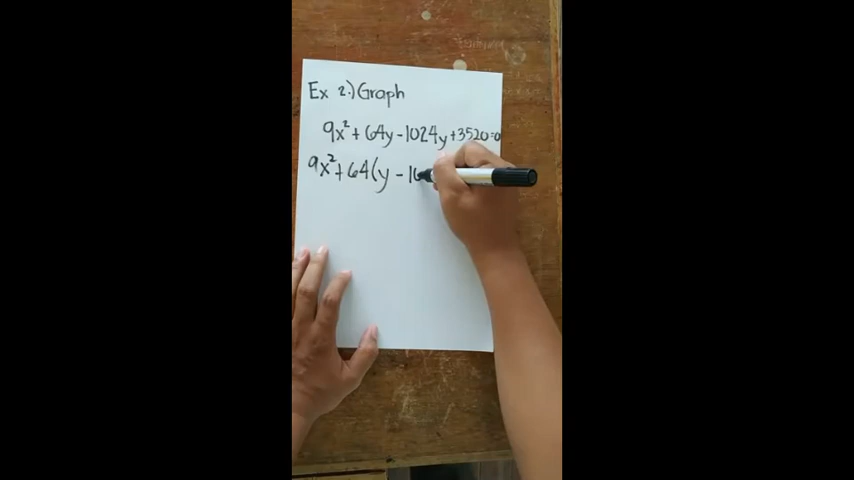 Ex 2.) Graph
9x² + 64y - 1024y + 3520 = 0
9x² + 64(y - 16